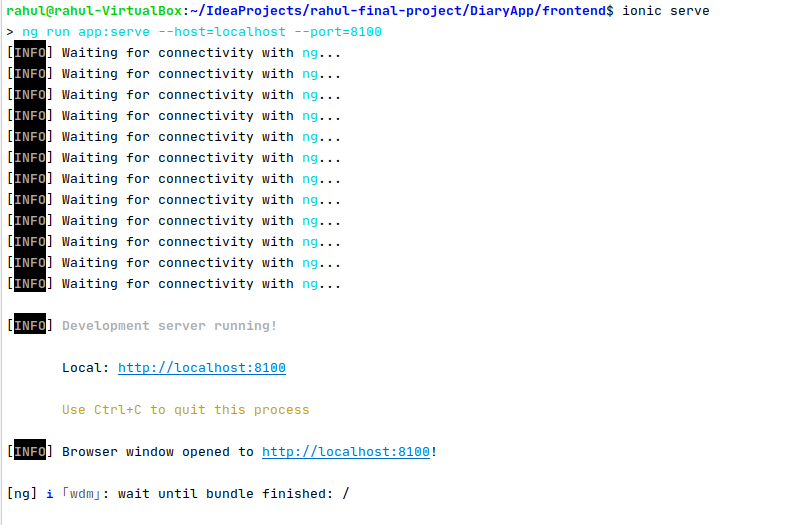 rahul@rahul-VirtualBox:~/IdeaProjects/rahul-final-project/DiaryApp/frontend$ ionic serve
> ng run app:serve --host=localhost --port=8100
[INFO] Waiting for connectivity with ng...
[INFO] Waiting for connectivity with ng...
[INFO] Waiting for connectivity with ng...
[INFO] Waiting for connectivity with ng...
[INFO] Waiting for connectivity with ng...
[INFO] Waiting for connectivity with ng...
[INFO] Waiting for connectivity with ng...
[INFO] Waiting for connectivity with ng...
[INFO] Waiting for connectivity with ng...
[INFO] Waiting for connectivity with ng...
[INFO] Waiting for connectivity with ng...
[INFO] Waiting for connectivity with ng...
[INFO] Development server running!
Local: http://localhost:8100
Use Ctrl+C to quit this process
[INFO] Browser window opened to http://localhost:8100!
[ng] i ｢wdm｣: wait until bundle finished: /